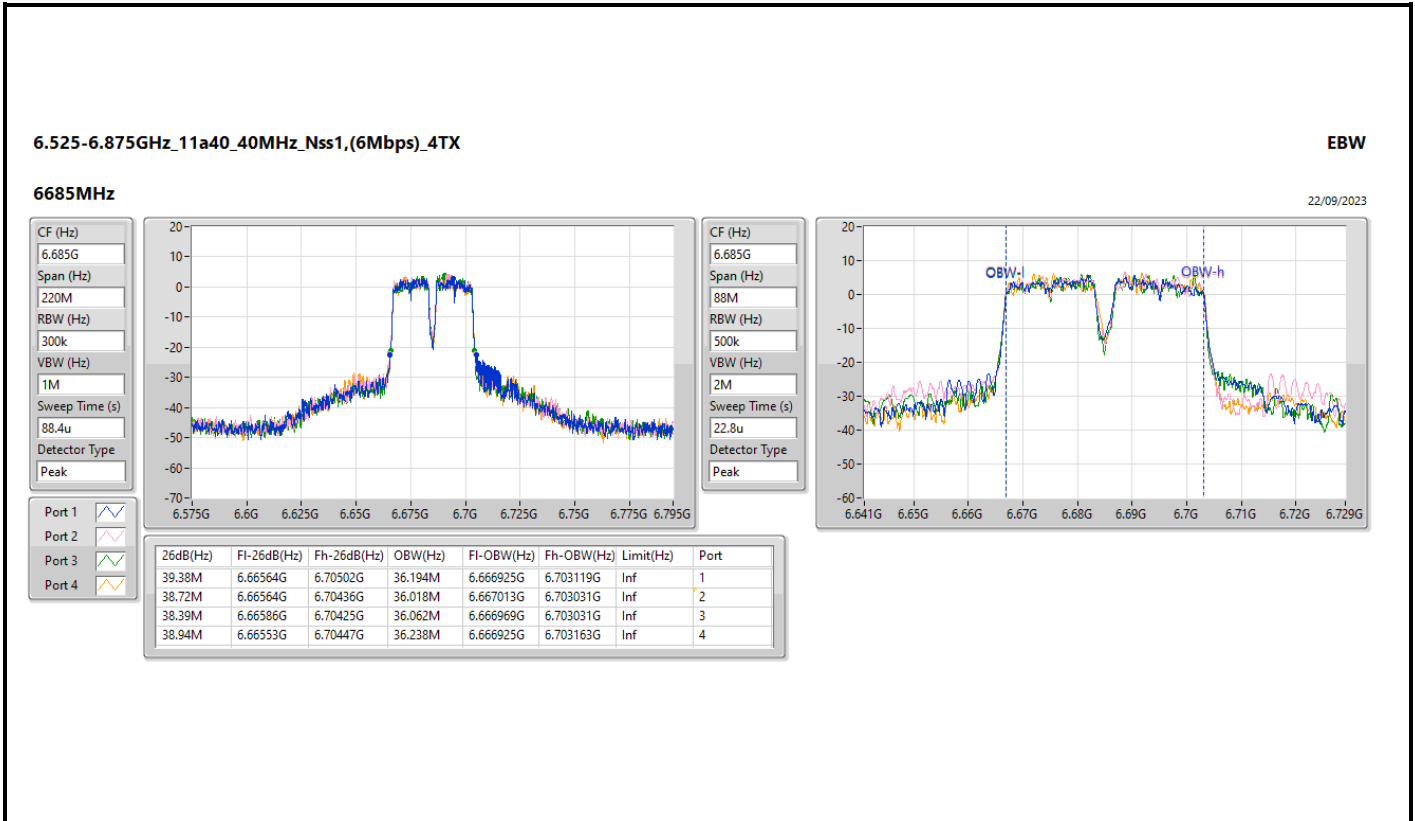 6.525-6.875GHz_11a40_40MHz_Nss1,(6Mbps)_4TX EBW
6685MHz
22/09/2023
CF (Hz)
6.685G
Span (Hz)
220M
RBW (Hz)
300k
VBW (Hz)
1M
Sweep Time (s)
88.4u
Detector Type
Peak
20
10
0
-10
-20
-30
-40
-50
-60
-70
6.575G 6.6G 6.625G 6.65G 6.675G 6.7G 6.725G 6.75G 6.775G 6.795G
CF (Hz)
6.685G
Span (Hz)
88M
RBW (Hz)
500k
VBW (Hz)
2M
Sweep Time (s)
22.8u
Detector Type
Peak
20
10
0
-10
-20
-30
-40
-50
-60
OBW-l OBW-h
6.641G 6.65G 6.66G 6.67G 6.68G 6.69G 6.7G 6.71G 6.72G 6.729G
Port 1
Port 2
Port 3
Port 4
26dB(Hz) Fl-26dB(Hz) Fh-26dB(Hz) OBW(Hz) Fl-OBW(Hz) Fh-OBW(Hz) Limit(Hz) Port
39.38M 6.66564G 6.70502G 36.194M 6.666925G 6.703119G Inf 1
38.72M 6.66564G 6.70436G 36.018M 6.667013G 6.703031G Inf 2
38.39M 6.66586G 6.70425G 36.062M 6.666969G 6.703031G Inf 3
38.94M 6.66553G 6.70447G 36.238M 6.666925G 6.703163G Inf 4